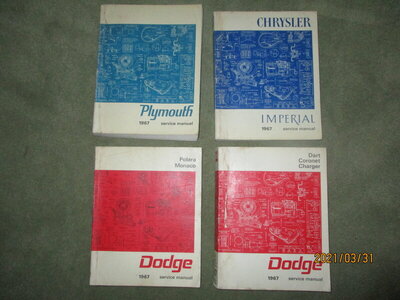 Plymouth
1967 service manual
CHRYSLER
IMPERIAL
1967 service manual
Polara
Monaco
Dodge
1967 service manual
Dart
Coronet
Charger
Dodge
1967 service manual
2021/03/31